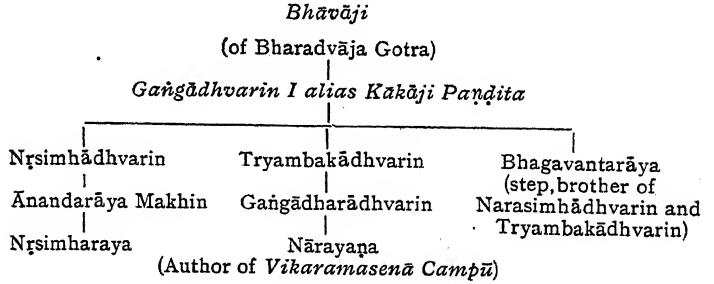 Bhāvāji
(of Bharadvāja Gotra)
Gaṅgādhvarin I alias Kākāji Paṇḍita
Nṛsimhādhvarin Tryambakādhvarin Bhagavantarāya
(step,brother of
Ānandarāya Makhin Gaṅgādharādhvarin Narasimhādhvarin and
Tryambakādhvarin)
Nṛsimharaya Nārayaṇa
(Author of Vikaramasenā Campū)